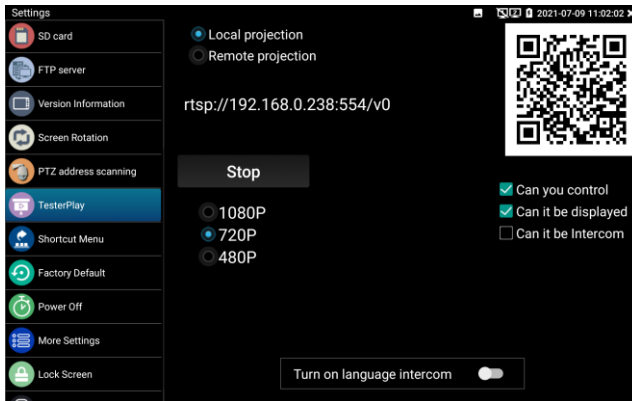 Settings
2021-07-09 11:02:02
SD card
FTP server
Version Information
Screen Rotation
PTZ address scanning
TesterPlay
Shortcut Menu
Factory Default
Power Off
More Settings
Lock Screen
Local projection
Remote projection
rtsp://192.168.0.238:554/v0
Stop
1080P
720P
480P
Can you control
Can it be displayed
Can it be Intercom
Turn on language intercom